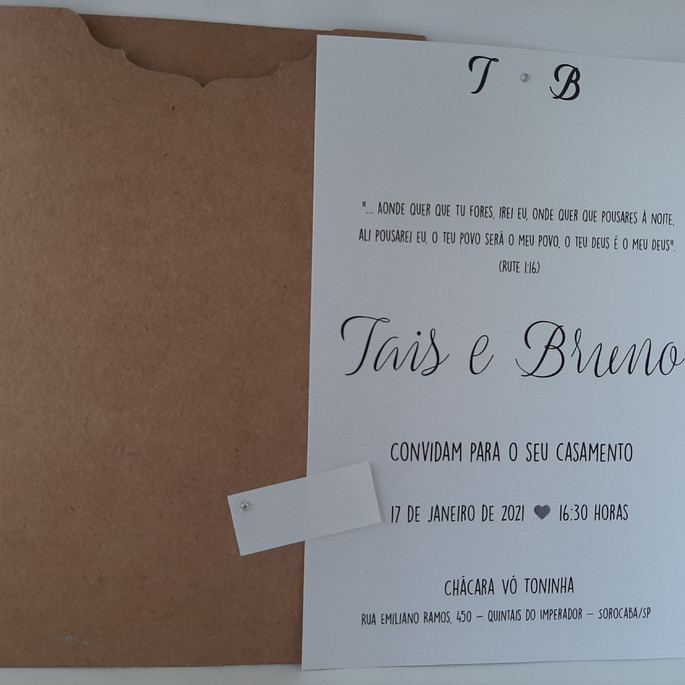 T B
"... AONDE QUER QUE TU FORES, IREI EU, ONDE QUER QUE POUSARES À NOITE,
ALI POUSAREI EU, O TEU POVO SERÁ O MEU POVO, O TEU DEUS É O MEU DEUS".
(RUTE 1:16)
Tais e Bruno
CONVIDAM PARA O SEU CASAMENTO
17 DE JANEIRO DE 2021 ♥ 16:30 HORAS
CHÁCARA VÓ TONINHA
RUA EMILIANO RAMOS, 450 – QUINTAIS DO IMPERADOR – SOROCABA/SP